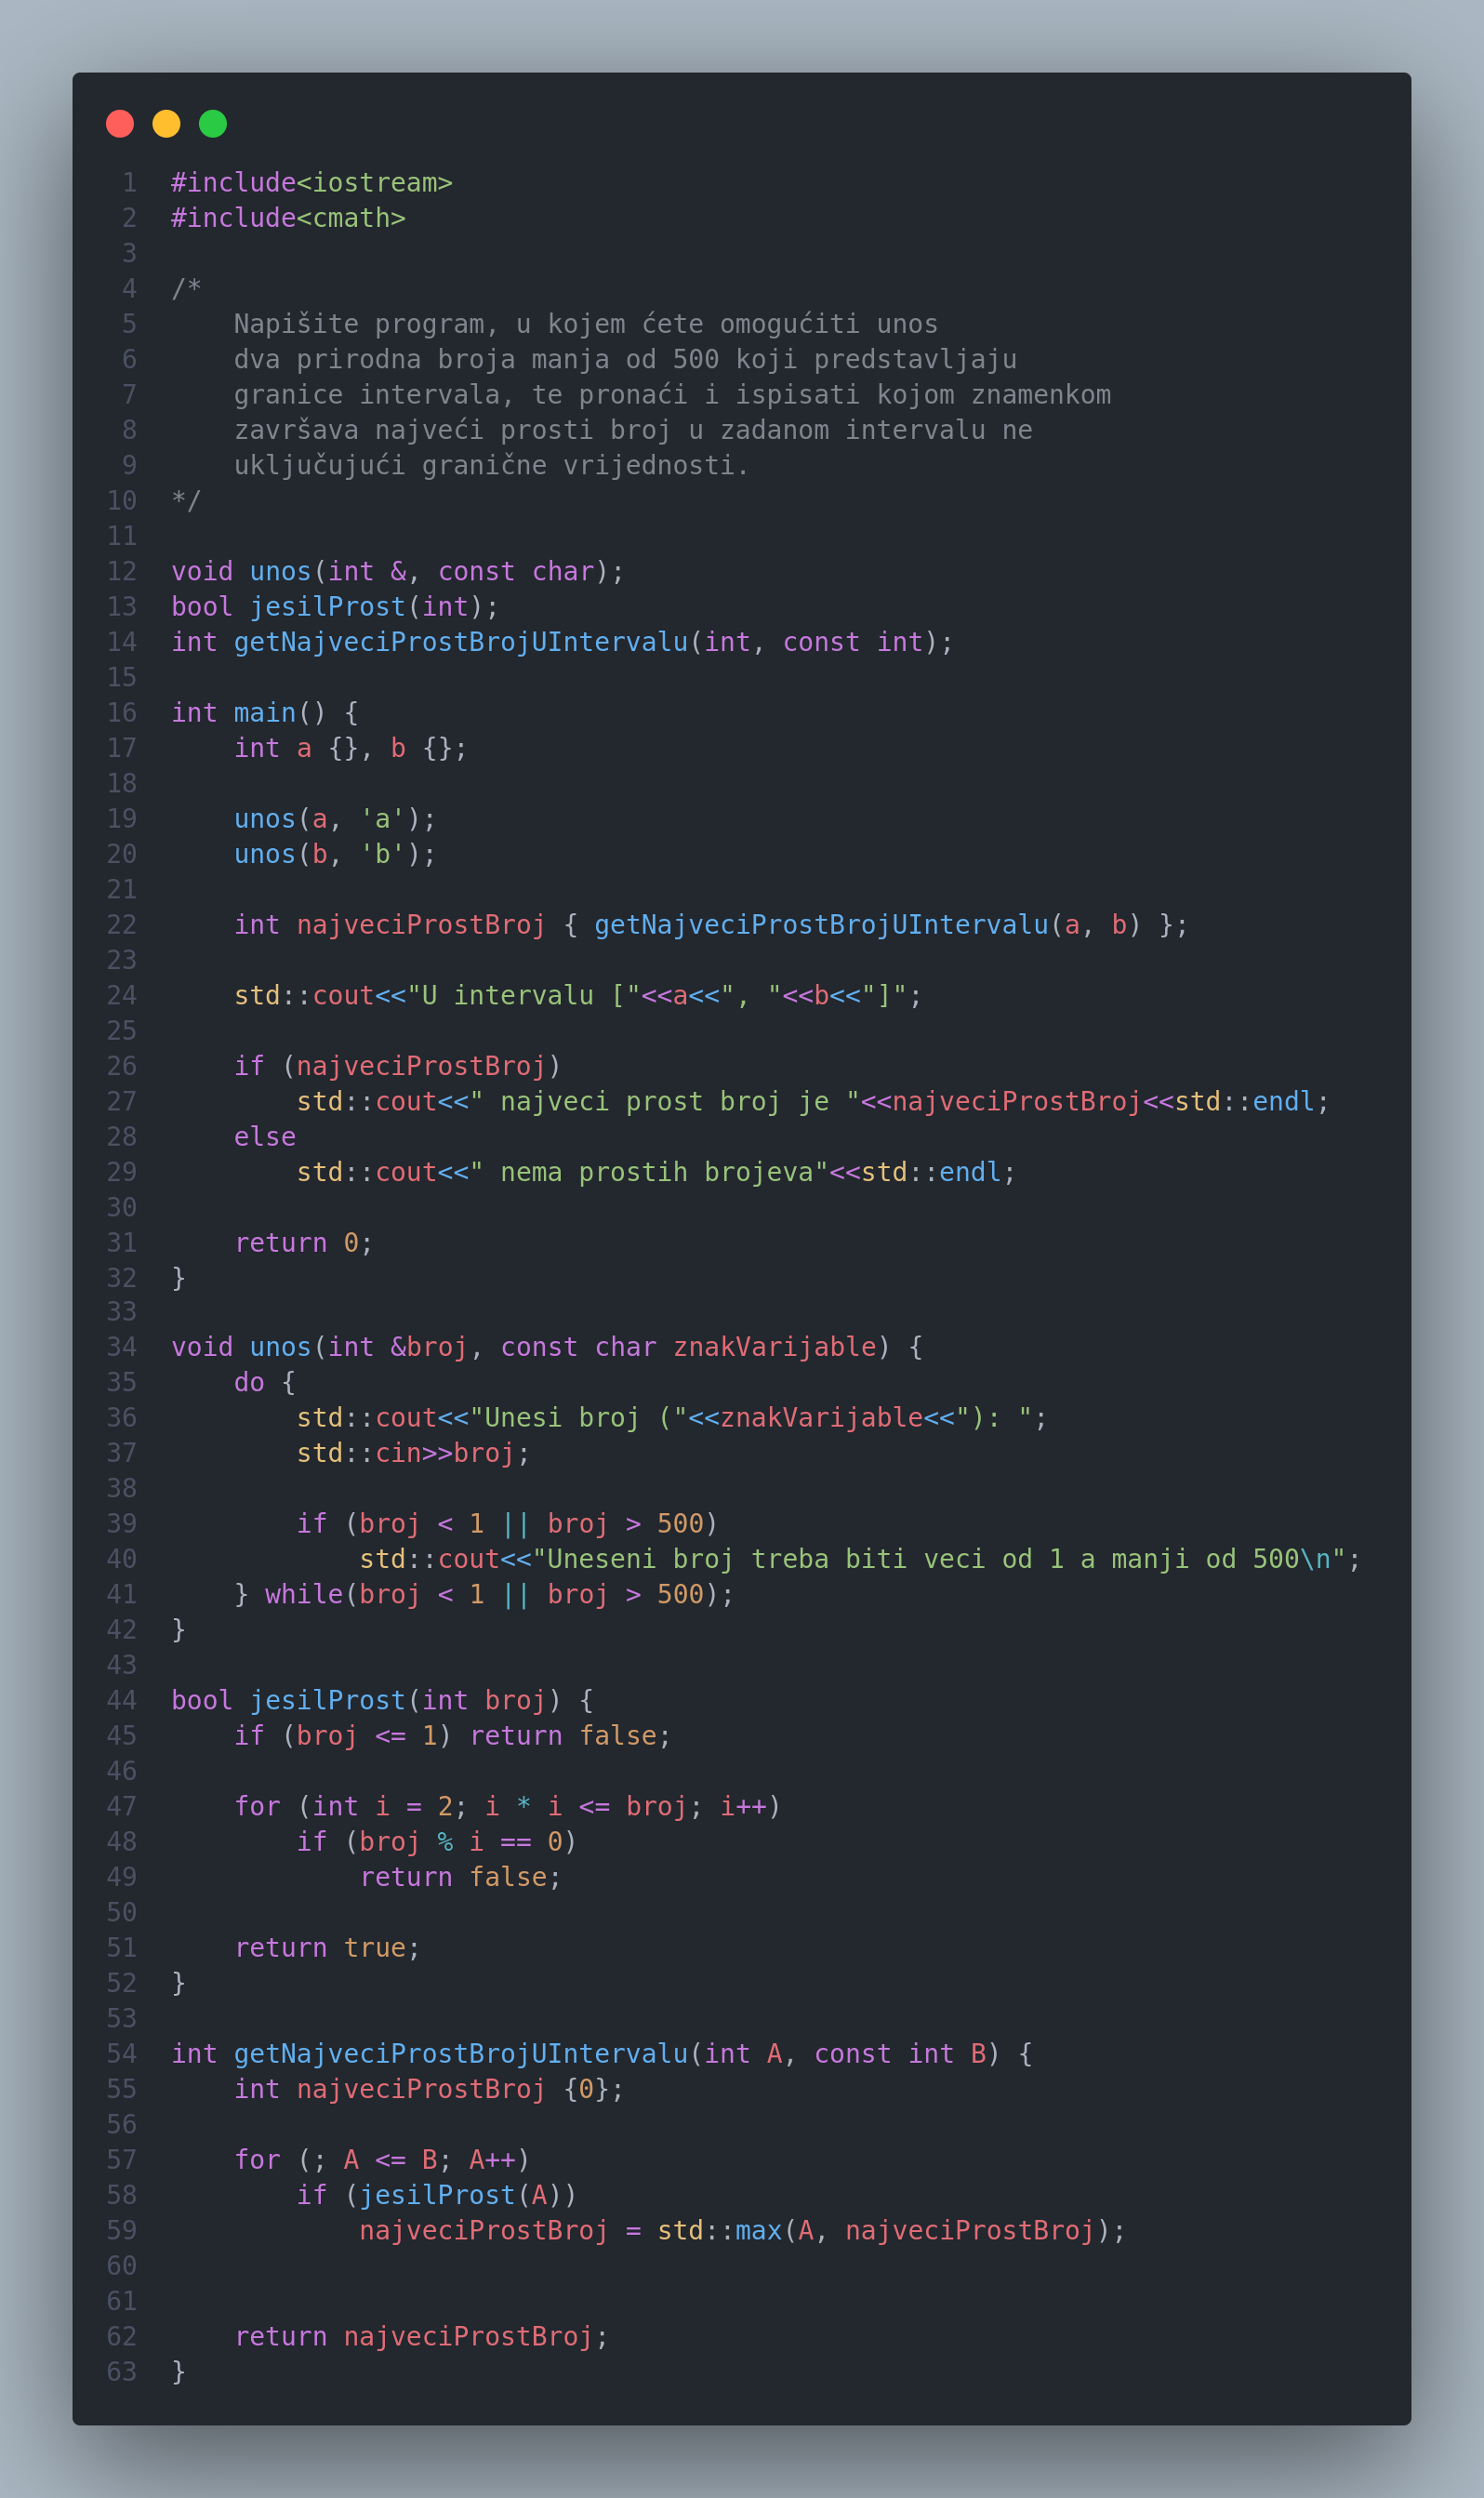 1 #include<iostream>
2 #include<cmath>
3
4 /*
5     Napišite program, u kojem ćete omogućiti unos
6     dva prirodna broja manja od 500 koji predstavljaju
7     granice intervala, te pronaći i ispisati kojom znamenkom
8     završava najveći prosti broj u zadanom intervalu ne
9     uključujući granične vrijednosti.
10 */
11
12 void unos(int &, const char);
13 bool jesilProst(int);
14 int getNajveciProstBrojUIntervalu(int, const int);
15
16 int main() {
17     int a {}, b {};
18
19     unos(a, 'a');
20     unos(b, 'b');
21
22     int najveciProstBroj { getNajveciProstBrojUIntervalu(a, b) };
23
24     std::cout<<"U intervalu ["<<a<<", "<<b<<"]";
25
26     if (najveciProstBroj)
27         std::cout<<" najveci prost broj je "<<najveciProstBroj<<std::endl;
28     else
29         std::cout<<" nema prostih brojeva"<<std::endl;
30
31     return 0;
32 }
33
34 void unos(int &broj, const char znakVarijable) {
35     do {
36         std::cout<<"Unesi broj ("<<znakVarijable<<"): ";
37         std::cin>>broj;
38
39         if (broj < 1 || broj > 500)
40             std::cout<<"Uneseni broj treba biti veci od 1 a manji od 500\n";
41     } while(broj < 1 || broj > 500);
42 }
43
44 bool jesilProst(int broj) {
45     if (broj <= 1) return false;
46
47     for (int i = 2; i * i <= broj; i++)
48         if (broj % i == 0)
49             return false;
50
51     return true;
52 }
53
54 int getNajveciProstBrojUIntervalu(int A, const int B) {
55     int najveciProstBroj {0};
56
57     for (; A <= B; A++)
58         if (jesilProst(A))
59             najveciProstBroj = std::max(A, najveciProstBroj);
60
61
62     return najveciProstBroj;
63 }